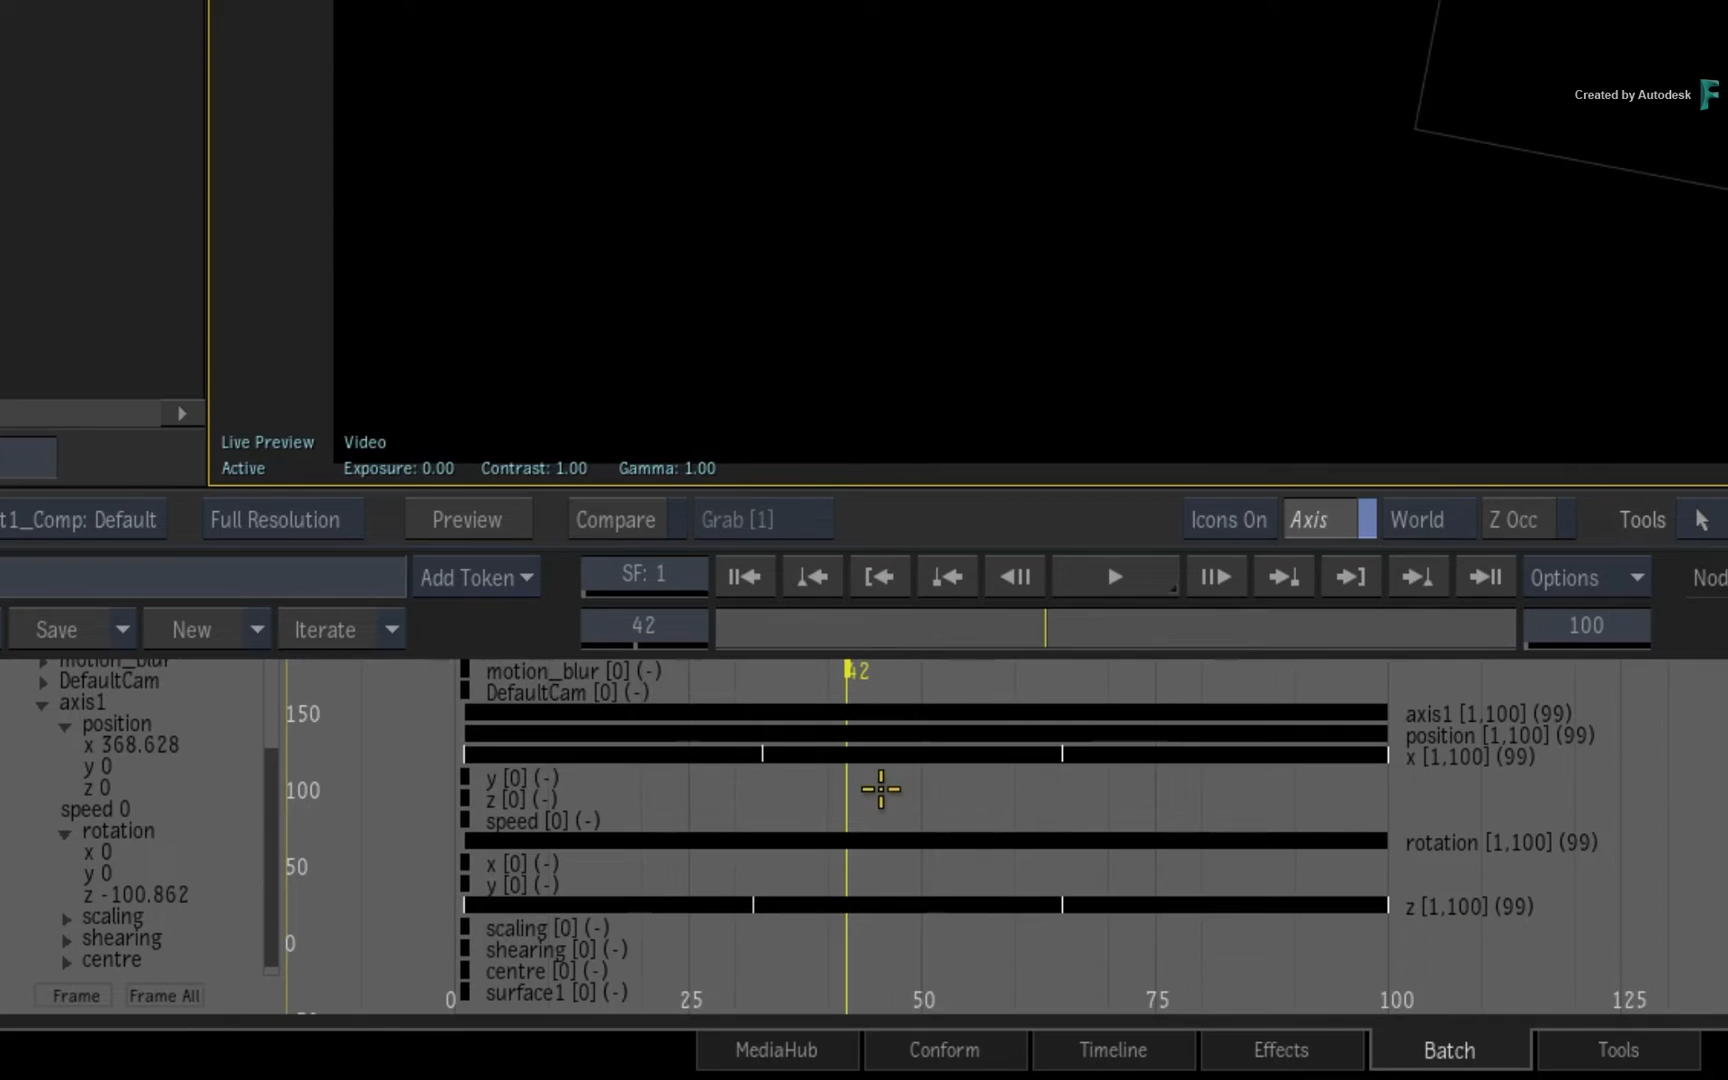 Created by Autodesk
Live Preview
Video
Active
Exposure: 0.00
Contrast: 1.00
Gamma: 1.00
t1_Comp: Default
Full Resolution
Preview
Compare
Grab [1]
Icons On
Axis
World
Z Occ
Tools
Add Token
SF: 1
Options
Nod
Save
New
Iterate
42
100
motion_blur
DefaultCam
axis1
position
x 368.628
y 0
z 0
speed 0
rotation
x 0
y 0
z -100.862
scaling
shearing
centre
Frame
Frame All
150
100
50
0
motion_blur [0] (-)
42
DefaultCam [0] (-)
axis1 [1,100] (99)
position [1,100] (99)
x [1,100] (99)
y [0] (-)
z [0] (-)
speed [0] (-)
rotation [1,100] (99)
x [0] (-)
y [0] (-)
z [1,100] (99)
scaling [0] (-)
shearing [0] (-)
centre [0] (-)
surface1 [0] (-)
0
25
50
75
100
125
MediaHub
Conform
Timeline
Effects
Batch
Tools